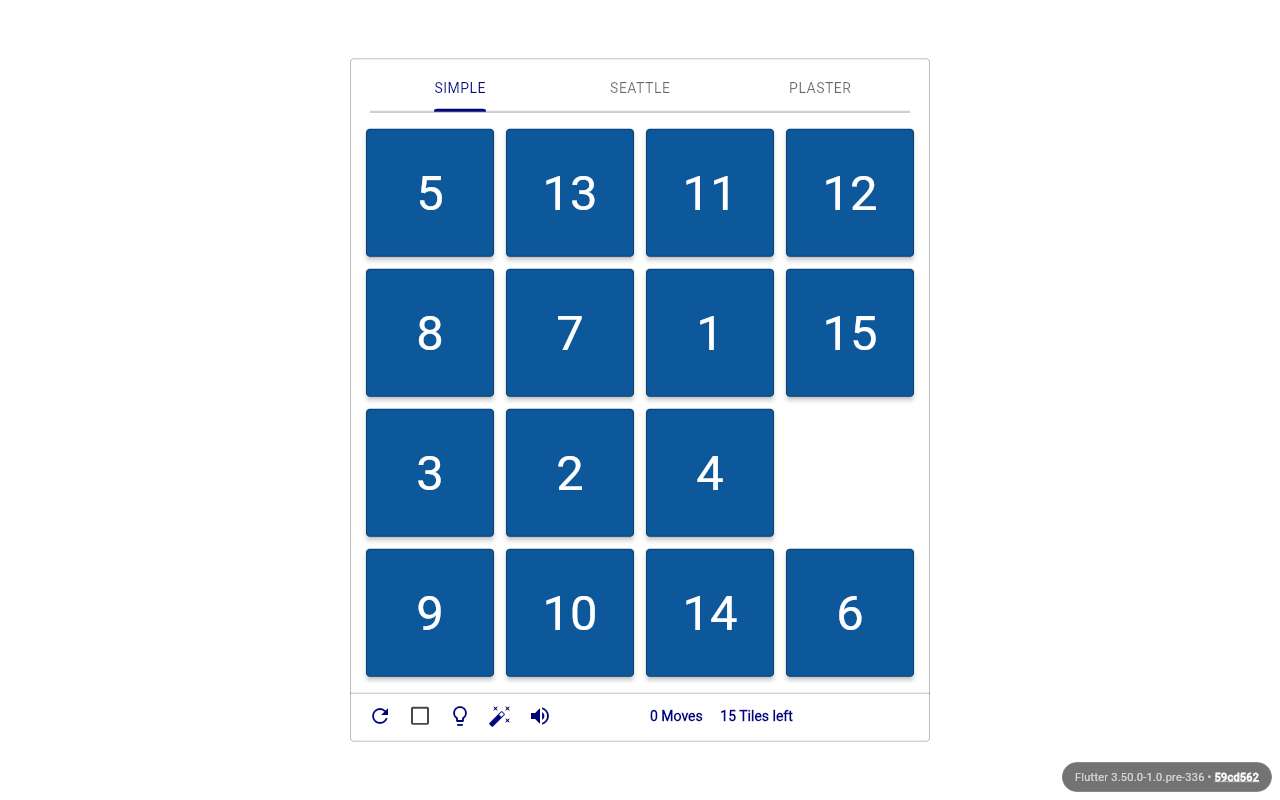 SIMPLE SEATTLE PLASTER
5 13 11 12
8 7 1 15
3 2 4
9 10 14 6
0 Moves 15 Tiles left
Flutter 3.50.0-1.0.pre-336 • 59cd562